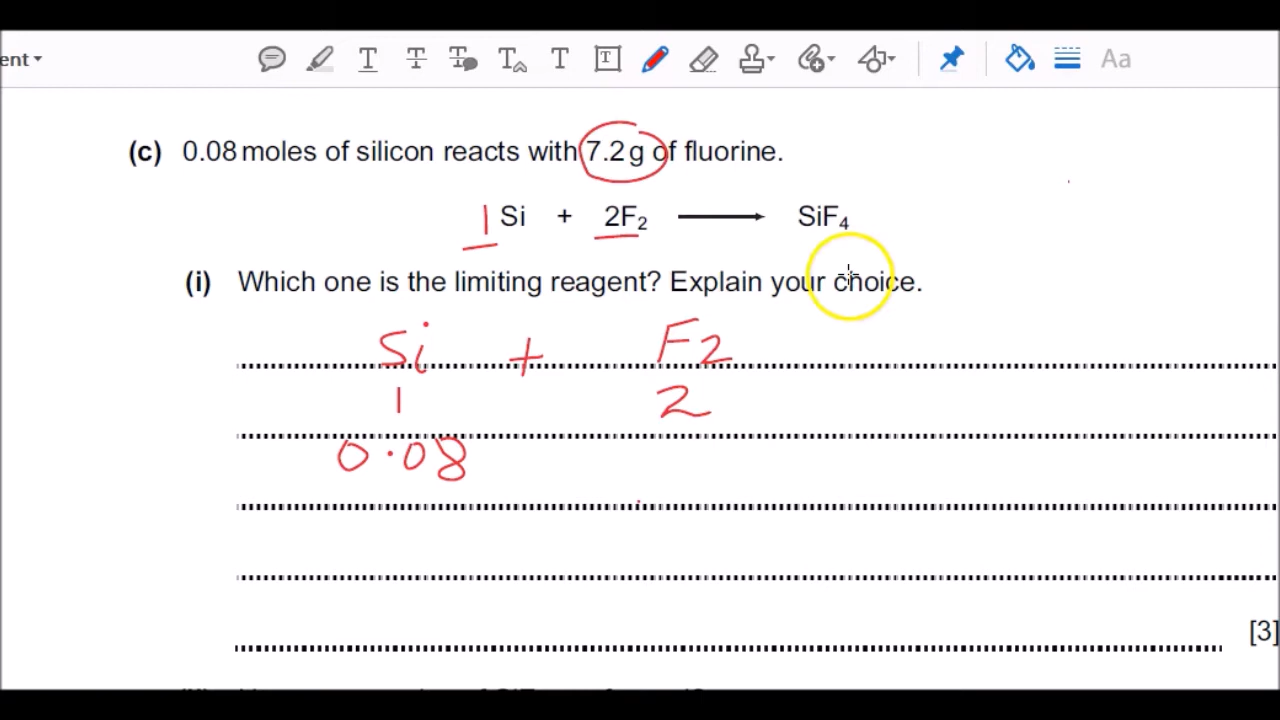 ent
T T T T T T Aa
(c) 0.08 moles of silicon reacts with 7.2 g of fluorine.
1 Si + 2F₂ ⟶ SiF₄
(i) Which one is the limiting reagent? Explain your choice.
Si + F2
1 2
0.08
[3]